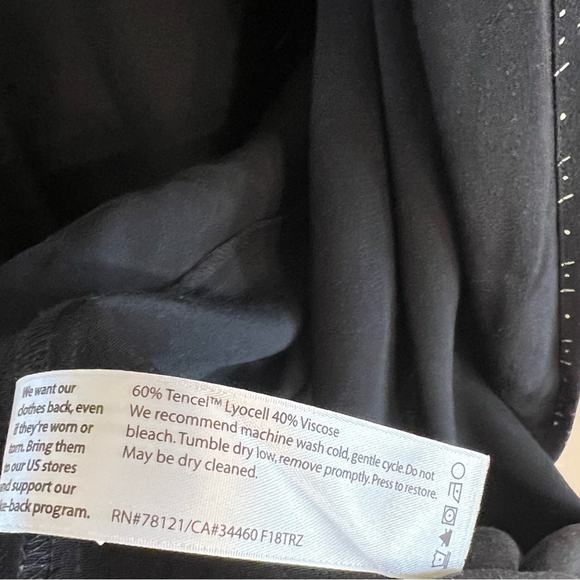 We want our
clothes back, even
if they're worn or
torn. Bring them
to our US stores
and support our
program.
60% Tencel™ Lyocell 40% Viscose
We recommend machine wash cold, gentle cycle. Do not
bleach. Tumble dry low, remove promptly. Press to restore.
May be dry cleaned.
RN#78121/CA#34460 F18TRZ